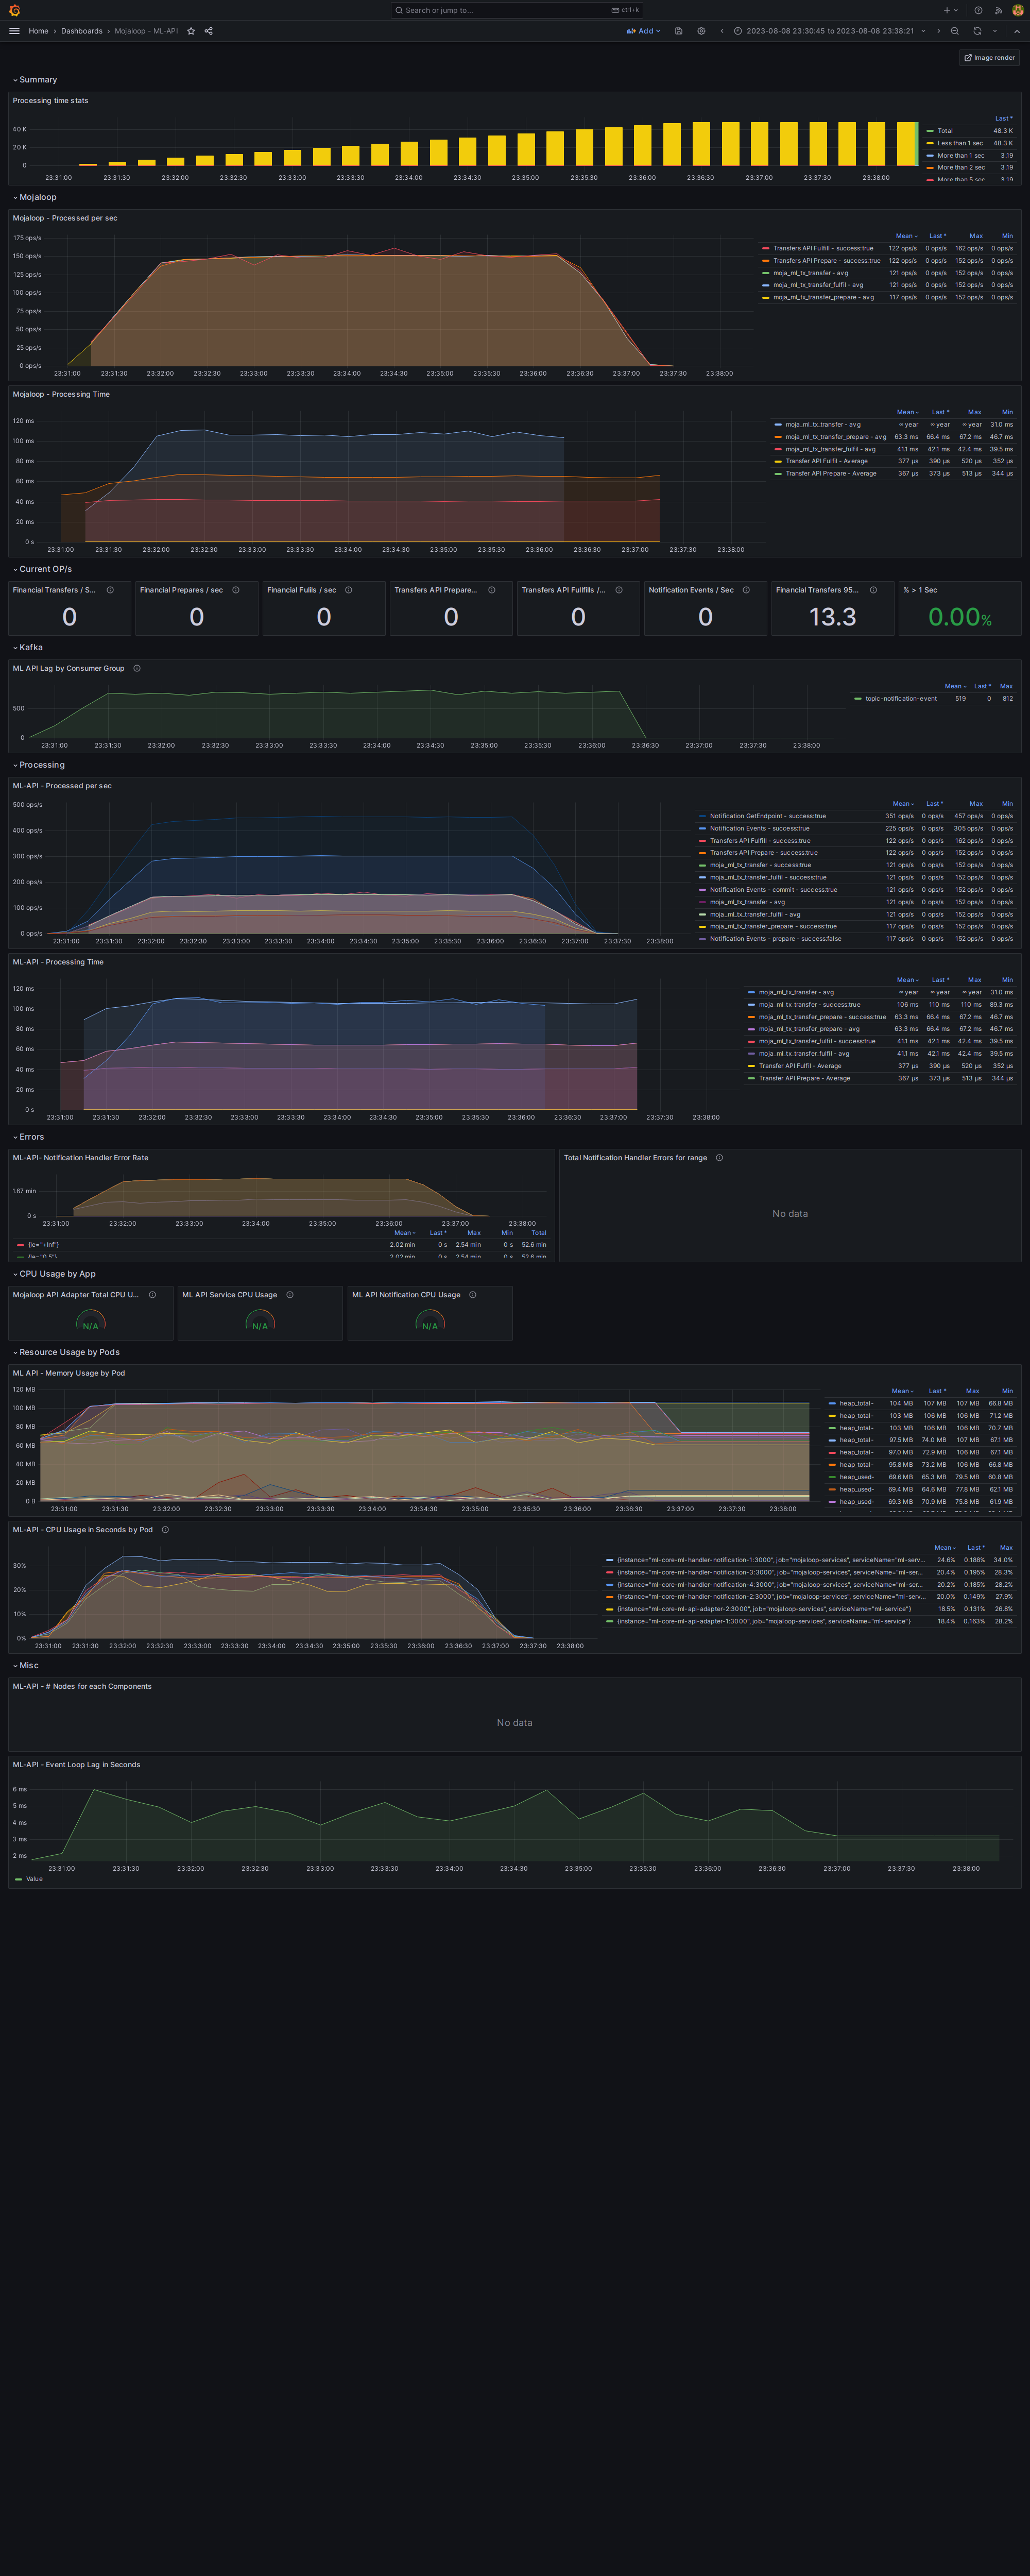 Search or jump to... ctrl+k
Home › Dashboards › Mojaloop - ML-API Add 2023-08-08 23:30:45 to 2023-08-08 23:38:21
Image render
Summary
Processing time stats
40 K
20 K
0
23:31:00 23:31:30 23:32:00 23:32:30 23:33:00 23:33:30 23:34:00 23:34:30 23:35:00 23:35:30 23:36:00 23:36:30 23:37:00 23:37:30 23:38:00
Last *
Total 48.3 K
Less than 1 sec 48.3 K
More than 1 sec 3.19
More than 2 sec 3.19
More than 5 sec 3.19
Mojaloop
Mojaloop - Processed per sec
175 ops/s
150 ops/s
125 ops/s
100 ops/s
75 ops/s
50 ops/s
25 ops/s
0 ops/s
23:31:00 23:31:30 23:32:00 23:32:30 23:33:00 23:33:30 23:34:00 23:34:30 23:35:00 23:35:30 23:36:00 23:36:30 23:37:00 23:37:30 23:38:00
Mean Last * Max Min
Transfers API Fulfill - success:true 122 ops/s 0 ops/s 162 ops/s 0 ops/s
Transfers API Prepare - success:true 122 ops/s 0 ops/s 152 ops/s 0 ops/s
moja_ml_tx_transfer - avg 121 ops/s 0 ops/s 152 ops/s 0 ops/s
moja_ml_tx_transfer_fulfil - avg 121 ops/s 0 ops/s 152 ops/s 0 ops/s
moja_ml_tx_transfer_prepare - avg 117 ops/s 0 ops/s 152 ops/s 0 ops/s
Mojaloop - Processing Time
120 ms
100 ms
80 ms
60 ms
40 ms
20 ms
0 s
23:31:00 23:31:30 23:32:00 23:32:30 23:33:00 23:33:30 23:34:00 23:34:30 23:35:00 23:35:30 23:36:00 23:36:30 23:37:00 23:37:30 23:38:00
Mean Last * Max Min
moja_ml_tx_transfer - avg ∞ year ∞ year ∞ year 31.0 ms
moja_ml_tx_transfer_prepare - avg 63.3 ms 66.4 ms 67.2 ms 46.7 ms
moja_ml_tx_transfer_fulfil - avg 41.1 ms 42.1 ms 42.4 ms 39.5 ms
Transfer API Fulfil - Average 377 µs 390 µs 520 µs 352 µs
Transfer API Prepare - Average 367 µs 373 µs 513 µs 344 µs
Current OP/s
Financial Transfers / S...
0
Financial Prepares / sec
0
Financial Fulils / sec
0
Transfers API Prepare...
0
Transfers API Fullfills /...
0
Notification Events / Sec
0
Financial Transfers 95...
13.3
% > 1 Sec
0.00%
Kafka
ML API Lag by Consumer Group
500
0
23:31:00 23:31:30 23:32:00 23:32:30 23:33:00 23:33:30 23:34:00 23:34:30 23:35:00 23:35:30 23:36:00 23:36:30 23:37:00 23:37:30 23:38:00
Mean Last * Max
topic-notification-event 519 0 812
Processing
ML-API - Processed per sec
500 ops/s
400 ops/s
300 ops/s
200 ops/s
100 ops/s
0 ops/s
23:31:00 23:31:30 23:32:00 23:32:30 23:33:00 23:33:30 23:34:00 23:34:30 23:35:00 23:35:30 23:36:00 23:36:30 23:37:00 23:37:30 23:38:00
Mean Last * Max Min
Notification GetEndpoint - success:true 351 ops/s 0 ops/s 457 ops/s 0 ops/s
Notification Events - success:true 225 ops/s 0 ops/s 305 ops/s 0 ops/s
Transfers API Fulfill - success:true 122 ops/s 0 ops/s 162 ops/s 0 ops/s
Transfers API Prepare - success:true 122 ops/s 0 ops/s 152 ops/s 0 ops/s
moja_ml_tx_transfer - success:true 121 ops/s 0 ops/s 152 ops/s 0 ops/s
moja_ml_tx_transfer_fulfil - success:true 121 ops/s 0 ops/s 152 ops/s 0 ops/s
Notification Events - commit - success:true 121 ops/s 0 ops/s 152 ops/s 0 ops/s
moja_ml_tx_transfer - avg 121 ops/s 0 ops/s 152 ops/s 0 ops/s
moja_ml_tx_transfer_fulfil - avg 121 ops/s 0 ops/s 152 ops/s 0 ops/s
moja_ml_tx_transfer_prepare - success:true 117 ops/s 0 ops/s 152 ops/s 0 ops/s
Notification Events - prepare - success:false 117 ops/s 0 ops/s 152 ops/s 0 ops/s
ML-API - Processing Time
120 ms
100 ms
80 ms
60 ms
40 ms
20 ms
0 s
23:31:00 23:31:30 23:32:00 23:32:30 23:33:00 23:33:30 23:34:00 23:34:30 23:35:00 23:35:30 23:36:00 23:36:30 23:37:00 23:37:30 23:38:00
Mean Last * Max Min
moja_ml_tx_transfer - avg ∞ year ∞ year ∞ year 31.0 ms
moja_ml_tx_transfer - success:true 106 ms 110 ms 110 ms 89.3 ms
moja_ml_tx_transfer_prepare - success:true 63.3 ms 66.4 ms 67.2 ms 46.7 ms
moja_ml_tx_transfer_prepare - avg 63.3 ms 66.4 ms 67.2 ms 46.7 ms
moja_ml_tx_transfer_fulfil - success:true 41.1 ms 42.1 ms 42.4 ms 39.5 ms
moja_ml_tx_transfer_fulfil - avg 41.1 ms 42.1 ms 42.4 ms 39.5 ms
Transfer API Fulfil - Average 377 µs 390 µs 520 µs 352 µs
Transfer API Prepare - Average 367 µs 373 µs 513 µs 344 µs
Errors
ML-API- Notification Handler Error Rate
1.67 min
0 s
23:31:00 23:32:00 23:33:00 23:34:00 23:35:00 23:36:00 23:37:00 23:38:00
Mean Last * Max Min Total
{le="+Inf"} 2.02 min 0 s 2.54 min 0 s 52.6 min
{le="0.5"} 2.02 min 0 s 2.54 min 0 s 52.6 min
Total Notification Handler Errors for range
No data
CPU Usage by App
Mojaloop API Adapter Total CPU U...
N/A
ML API Service CPU Usage
N/A
ML API Notification CPU Usage
N/A
Resource Usage by Pods
ML API - Memory Usage by Pod
120 MB
100 MB
80 MB
60 MB
40 MB
20 MB
0 B
23:31:00 23:31:30 23:32:00 23:32:30 23:33:00 23:33:30 23:34:00 23:34:30 23:35:00 23:35:30 23:36:00 23:36:30 23:37:00 23:37:30 23:38:00
Mean Last * Max Min
heap_total- 104 MB 107 MB 107 MB 66.8 MB
heap_total- 103 MB 106 MB 106 MB 71.2 MB
heap_total- 103 MB 106 MB 106 MB 70.7 MB
heap_total- 97.5 MB 74.0 MB 107 MB 67.1 MB
heap_total- 97.0 MB 72.9 MB 106 MB 67.1 MB
heap_total- 95.8 MB 73.2 MB 106 MB 66.8 MB
heap_used- 69.6 MB 65.3 MB 79.5 MB 60.8 MB
heap_used- 69.4 MB 64.6 MB 77.8 MB 62.1 MB
heap_used- 69.3 MB 70.9 MB 75.8 MB 61.9 MB
ML-API - CPU Usage in Seconds by Pod
30%
20%
10%
0%
23:31:00 23:31:30 23:32:00 23:32:30 23:33:00 23:33:30 23:34:00 23:34:30 23:35:00 23:35:30 23:36:00 23:36:30 23:37:00 23:37:30 23:38:00
Mean Last * Max
{instance="ml-core-ml-handler-notification-1:3000", job="mojaloop-services", serviceName="ml-serv... 24.6% 0.188% 34.0%
{instance="ml-core-ml-handler-notification-3:3000", job="mojaloop-services", serviceName="ml-ser... 20.4% 0.195% 28.3%
{instance="ml-core-ml-handler-notification-4:3000", job="mojaloop-services", serviceName="ml-ser... 20.2% 0.185% 28.2%
{instance="ml-core-ml-handler-notification-2:3000", job="mojaloop-services", serviceName="ml-serv... 20.0% 0.149% 27.9%
{instance="ml-core-ml-api-adapter-2:3000", job="mojaloop-services", serviceName="ml-service"} 18.5% 0.131% 26.8%
{instance="ml-core-ml-api-adapter-1:3000", job="mojaloop-services", serviceName="ml-service"} 18.4% 0.163% 28.2%
Misc
ML-API - # Nodes for each Components
No data
ML-API - Event Loop Lag in Seconds
6 ms
5 ms
4 ms
3 ms
2 ms
23:31:00 23:31:30 23:32:00 23:32:30 23:33:00 23:33:30 23:34:00 23:34:30 23:35:00 23:35:30 23:36:00 23:36:30 23:37:00 23:37:30 23:38:00
Value